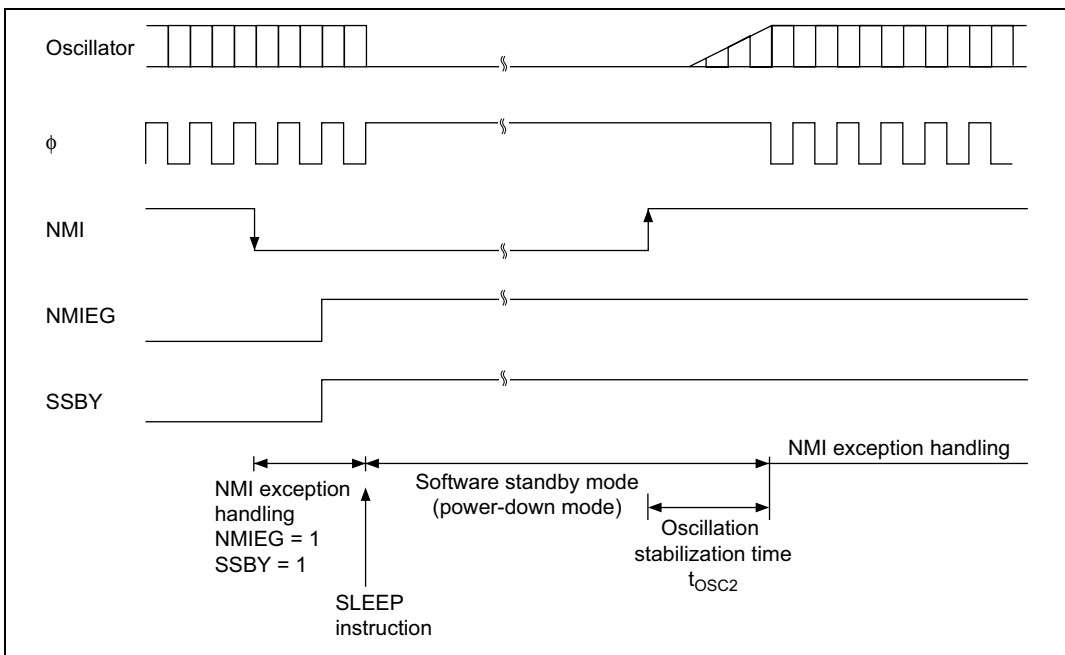 Oscillator
ϕ
NMI
NMIEG
SSBY
NMI exception
handling
NMIEG = 1
SSBY = 1
SLEEP
instruction
Software standby mode
(power-down mode)
Oscillation
stabilization time
tOSC2
NMI exception handling